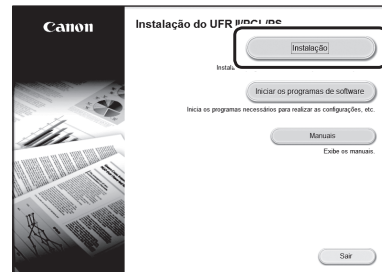 Canon
Instalação do UFR II/PCL/PS
Instalação
Instala
Iniciar os programas de software
Inicia os programas necessários para realizar as configurações, etc.
Manuais
Exibe os manuais.
Sair